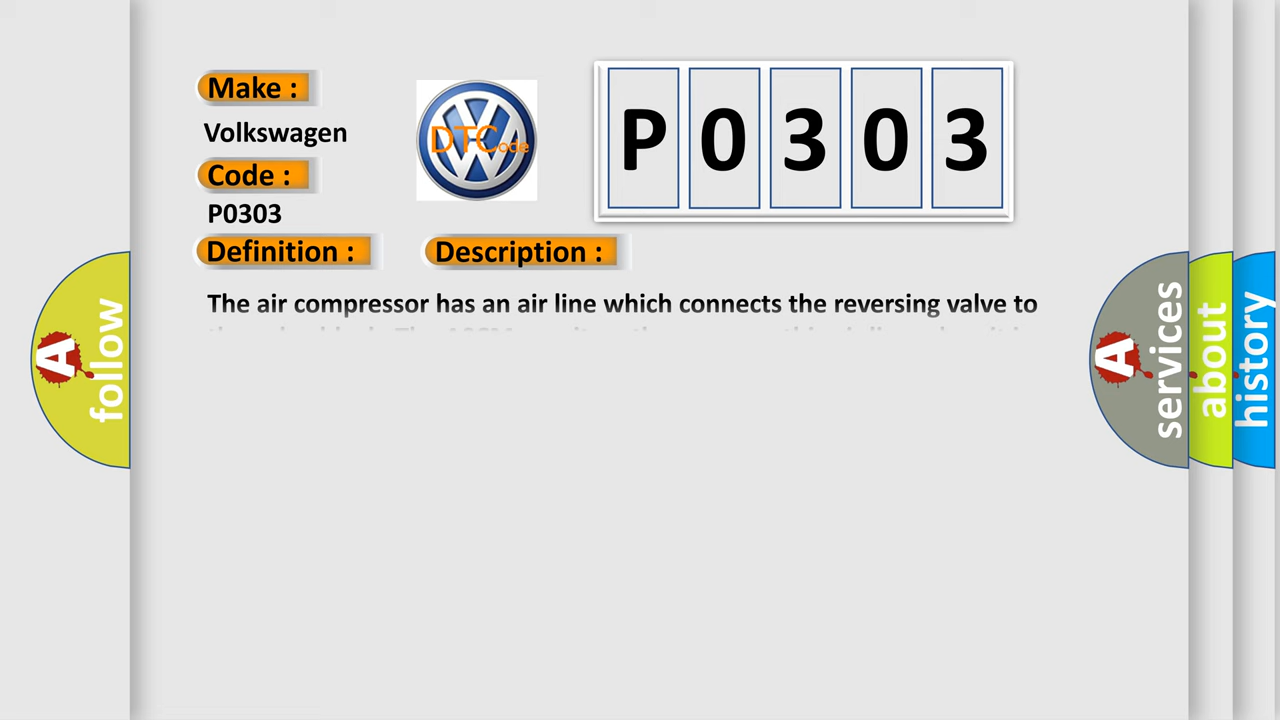 Make :
Volkswagen
Code :
P0303
Definition :
Description :
DTCode
P0303
The air compressor has an air line which connects the reversing valve to
A
follow
A
services
about
history